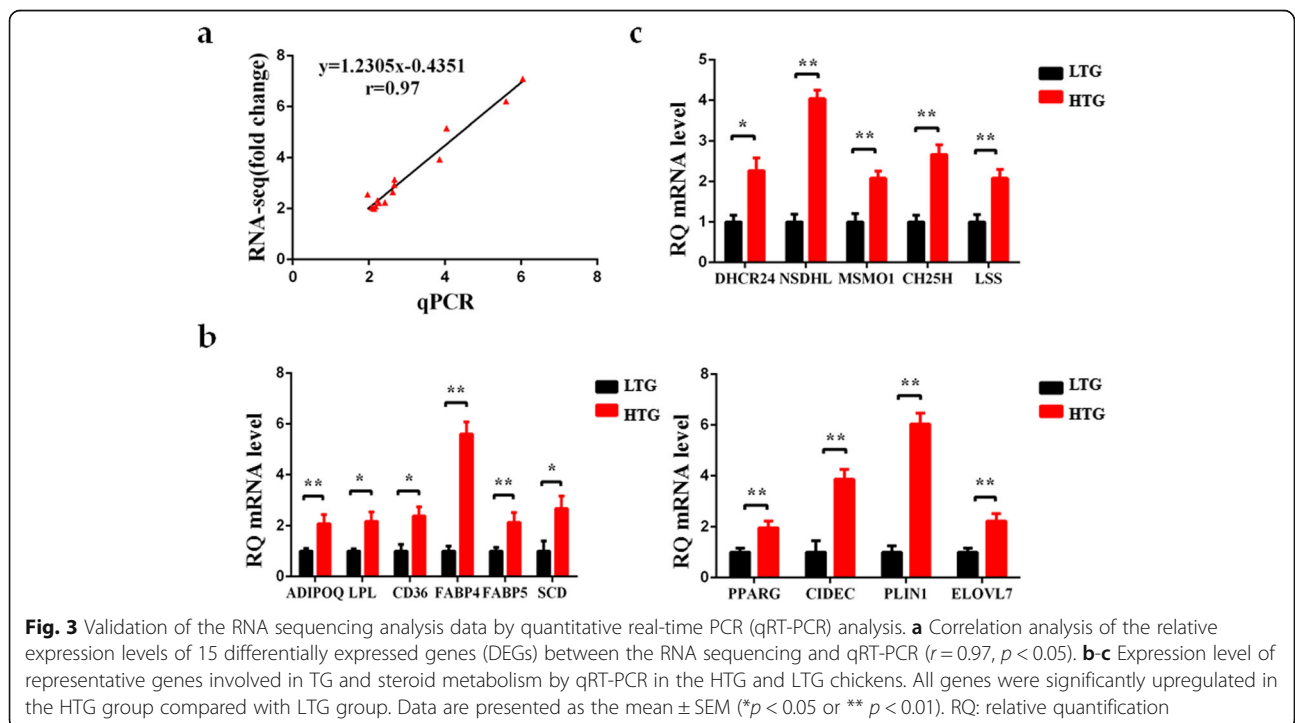 a
y=1.2305x-0.4351
r=0.97
RNA-seq(fold change)
8
6
4
2
0
0 2 4 6 8
qPCR
c
RQ mRNA level
5
4
3
2
1
0
* ** ** ** **
DHCR24 NSDHL MSMO1 CH25H LSS
LTG
HTG
b
RQ mRNA level
8
6
4
2
0
** * * ** ** *
ADIPOQ LPL CD36 FABP4 FABP5 SCD
LTG
HTG
RQ mRNA level
8
6
4
2
0
** ** ** **
PPARG CIDEC PLIN1 ELOVL7
LTG
HTG
Fig. 3 Validation of the RNA sequencing analysis data by quantitative real-time PCR (qRT-PCR) analysis. a Correlation analysis of the relative
expression levels of 15 differentially expressed genes (DEGs) between the RNA sequencing and qRT-PCR (r = 0.97, p < 0.05). b-c Expression level of
representative genes involved in TG and steroid metabolism by qRT-PCR in the HTG and LTG chickens. All genes were significantly upregulated in
the HTG group compared with LTG group. Data are presented as the mean ± SEM (*p < 0.05 or ** p < 0.01). RQ: relative quantification